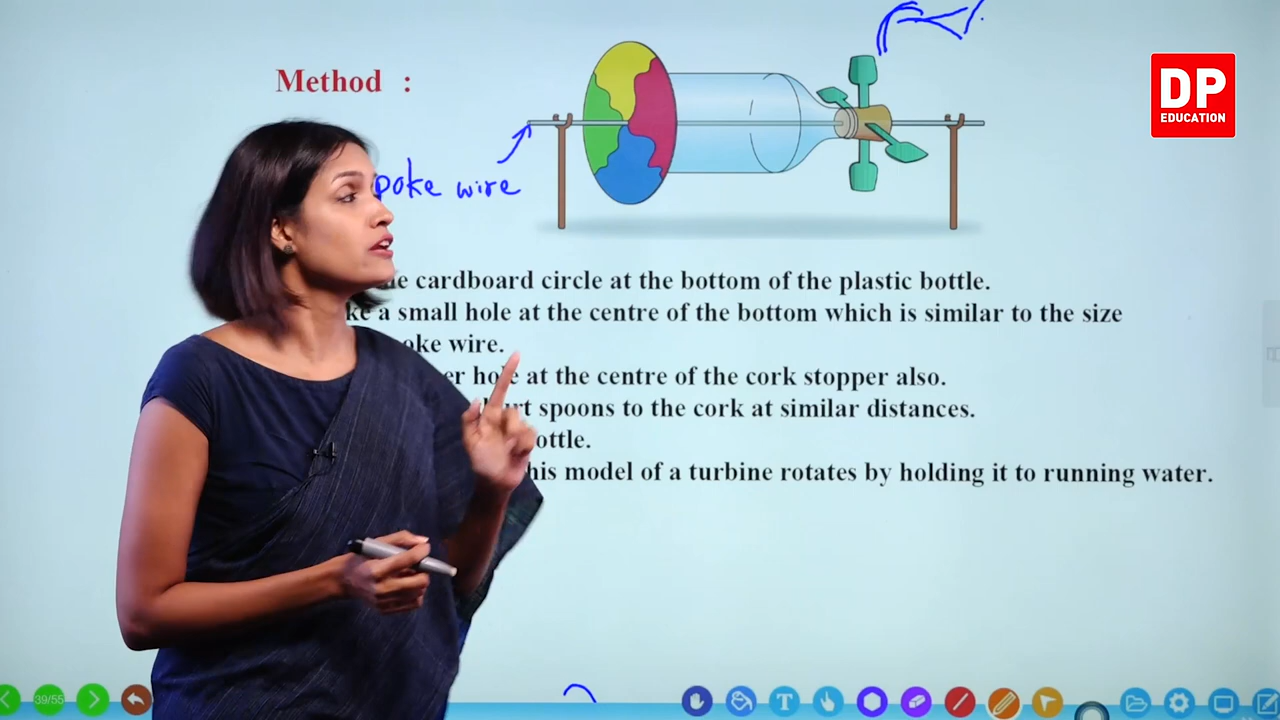 Method :
DP
EDUCATION
poke wire
cardboard circle at the bottom of the plastic bottle.
a small hole at the centre of the bottom which is similar to the size
oke wire.
er hole at the centre of the cork stopper also.
spoons to the cork at similar distances.
ottle.
his model of a turbine rotates by holding it to running water.
39/55
T